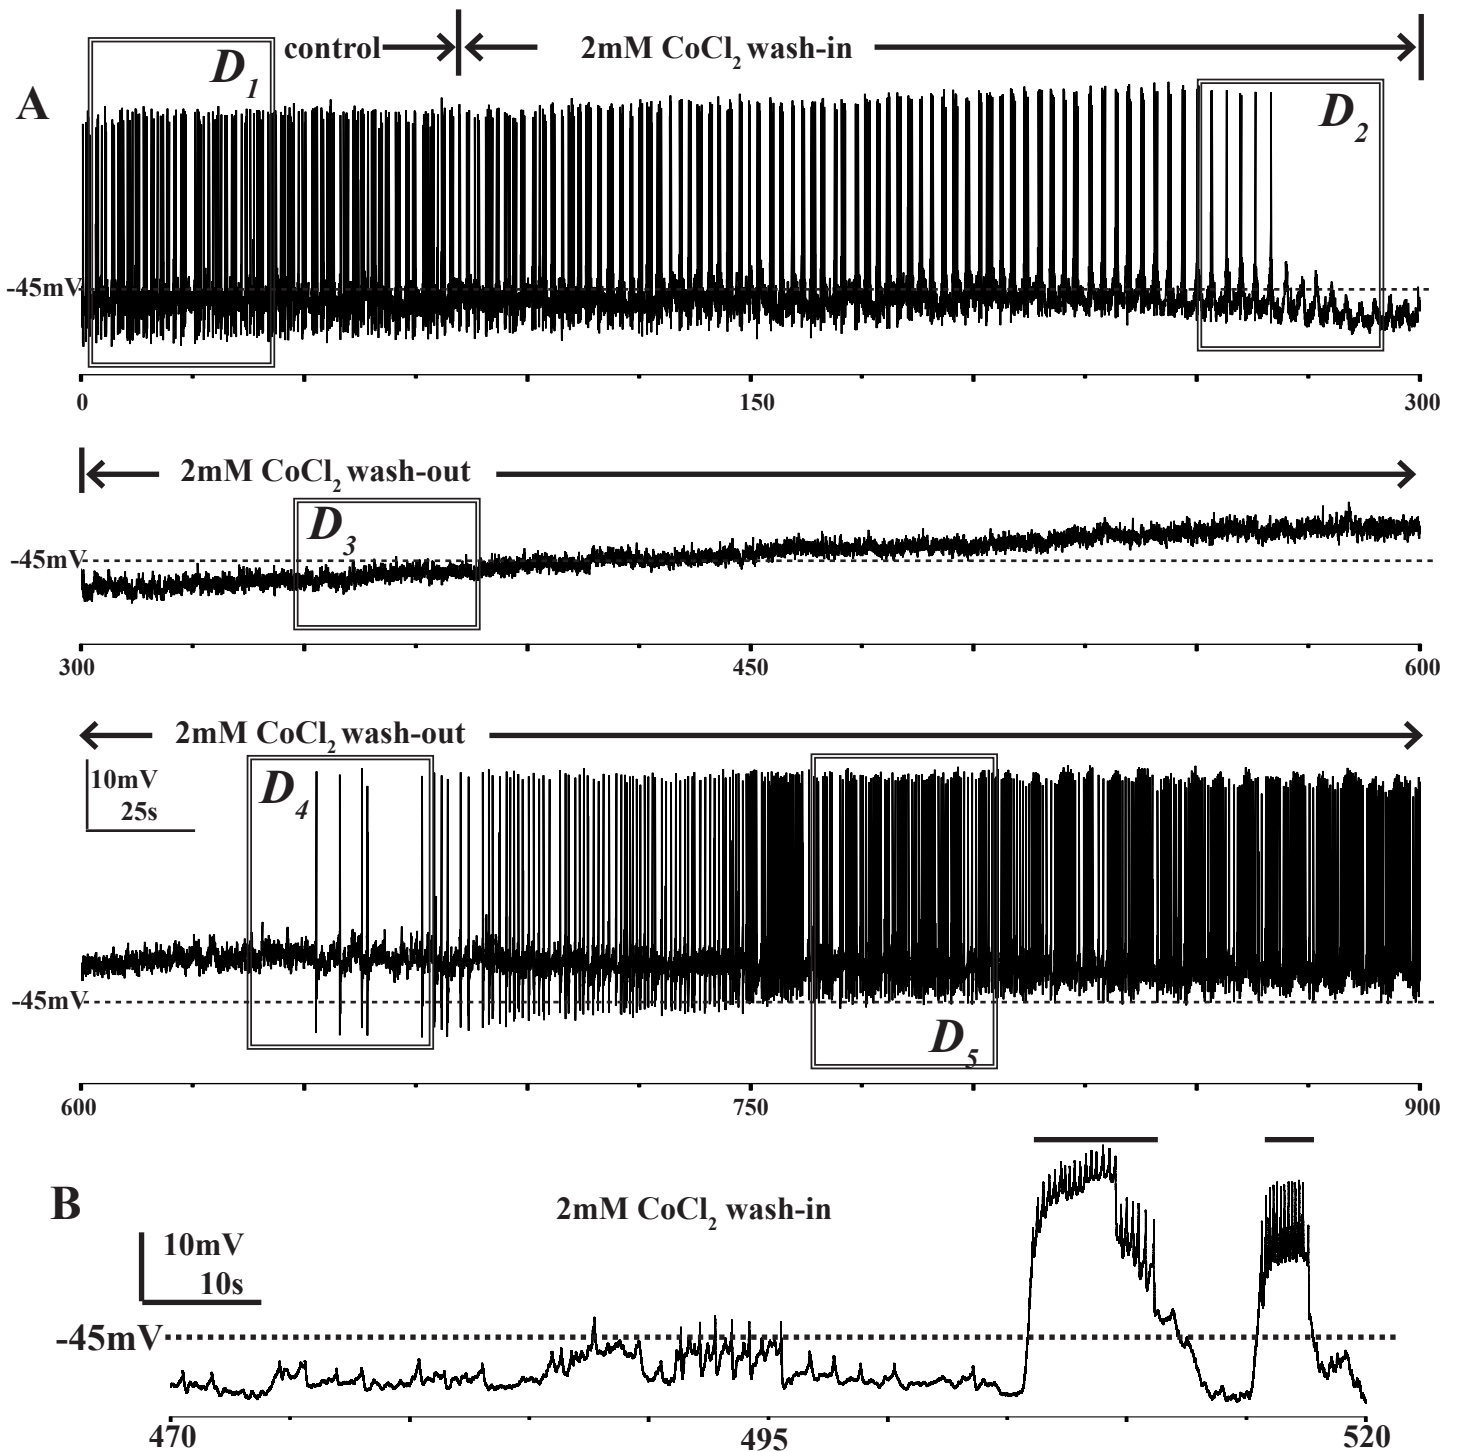 control 2mM CoCl2 wash-in
D1
A
D2
-45mV
0 150 300
2mM CoCl2 wash-out
D3
-45mV
300 450 600
2mM CoCl2 wash-out
10mV
25s
D4
-45mV
D5
600 750 900
B
2mM CoCl2 wash-in
10mV
10s
-45mV
470 495 520